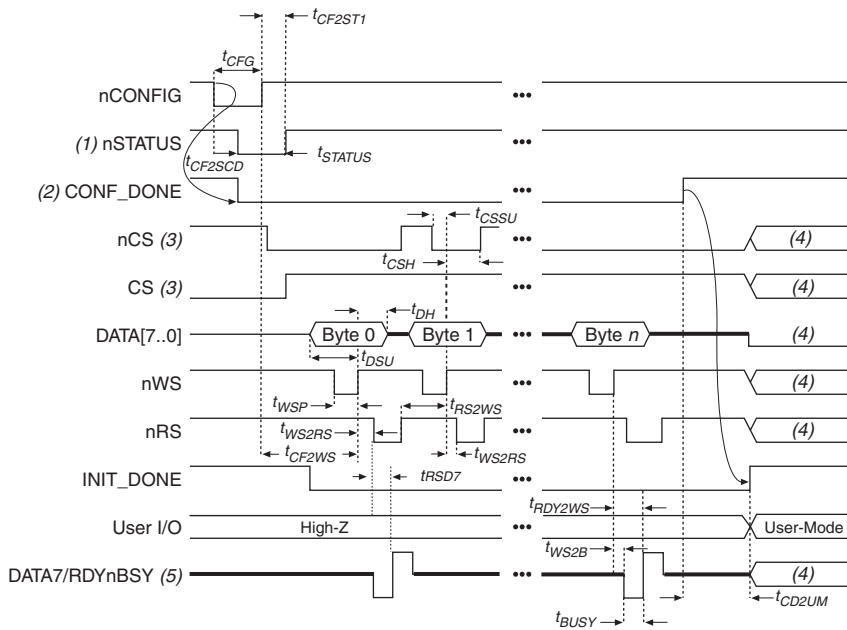 tCF2ST1
tCFG
nCONFIG
(1) nSTATUS
tSTATUS
tCF2SCD
(2) CONF_DONE
tCSSU
nCS (3)
(4)
tCSH
CS (3)
(4)
tDH
DATA[7..0]
Byte 0
Byte 1
Byte n
(4)
tDSU
nWS
(4)
tWSP
tRS2WS
nRS
(4)
tWS2RS
tCF2WS
tWS2RS
INIT_DONE
tRSD7
tRDY2WS
User I/O
High-Z
User-Mode
tWS2B
DATA7/RDYnBSY (5)
(4)
tCD2UM
tBUSY